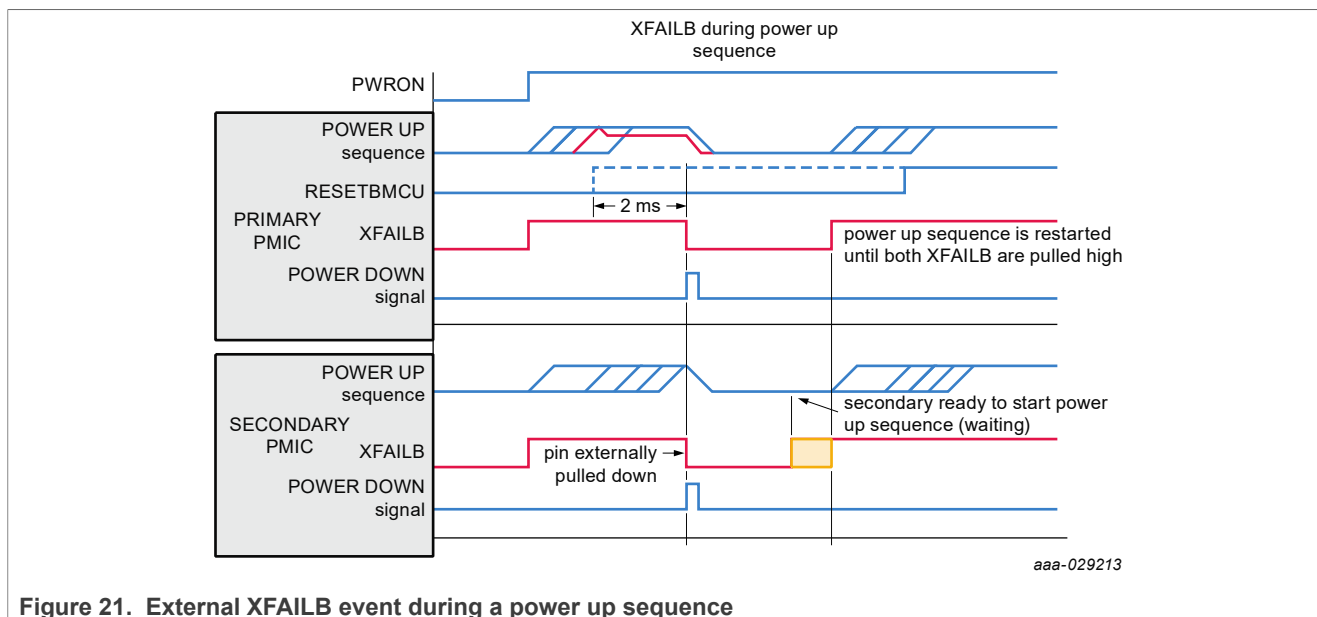 XFAILB during power up
sequence
PWRON
POWER UP
sequence
RESETBMCU
2 ms
PRIMARY
PMIC
XFAILB
power up sequence is restarted
until both XFAILB are pulled high
POWER DOWN
signal
POWER UP
sequence
secondary ready to start power
up sequence (waiting)
SECONDARY
PMIC
XFAILB
pin externally
pulled down
POWER DOWN
signal
aaa-029213
Figure 21. External XFAILB event during a power up sequence